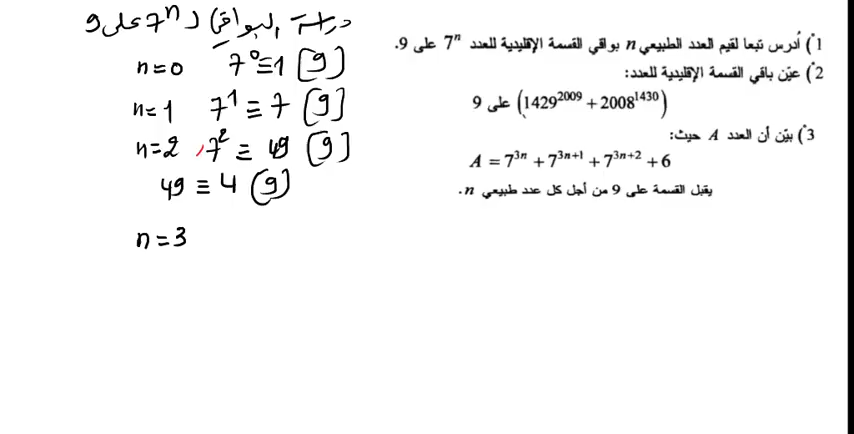 1°) أدرس تبعا لقيم العدد الطبيعي n بواقي القسمة الإقليدية للعدد 7^n على 9.
2°) عيّن باقي القسمة الإقليدية للعدد:
(1429^2009 + 2008^1430) على 9
3°) بيّن أن العدد A حيث:
A = 7^3n + 7^3n+1 + 7^3n+2 + 6
يقبل القسمة على 9 من أجل كل عدد طبيعي n.
دراسة البواقي لـ 7^n على 9
n=0 7^0 ≡ 1 [9]
n=1 7^1 ≡ 7 [9]
n=2 , 7^2 ≡ 49 [9]
49 ≡ 4 [9]
n=3